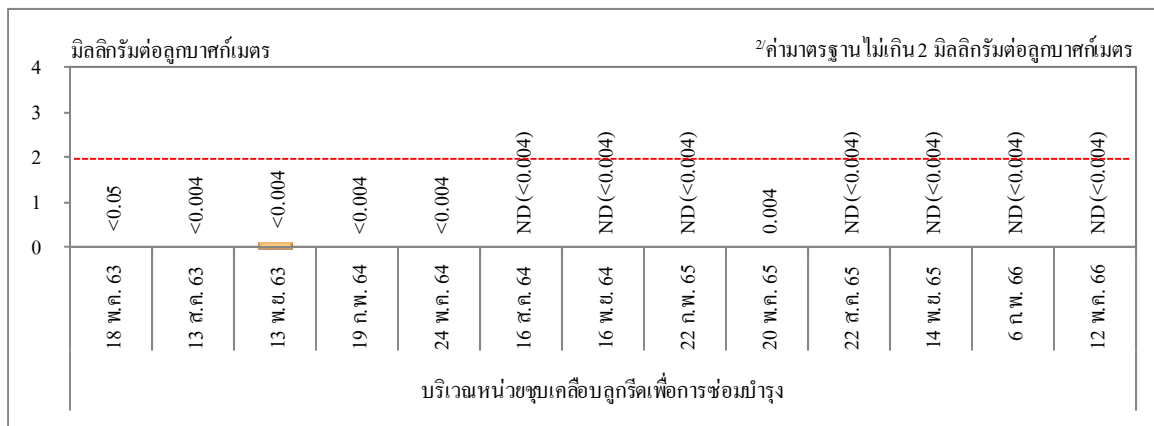 มิลลิกรัมต่อลูกบาศก์เมตร
2/ค่ามาตรฐานไม่เกิน 2 มิลลิกรัมต่อลูกบาศก์เมตร
4
3
2
1
0
<0.05
<0.004
<0.004
<0.004
<0.004
ND (<0.004)
ND (<0.004)
ND (<0.004)
0.004
ND (<0.004)
ND (<0.004)
ND (<0.004)
ND (<0.004)
18 พ.ค. 63
13 ส.ค. 63
13 พ.ย. 63
19 ก.พ. 64
24 พ.ค. 64
16 ส.ค. 64
16 พ.ย. 64
22 ก.พ. 65
20 พ.ค. 65
22 ส.ค. 65
14 พ.ย. 65
6 ก.พ. 66
12 พ.ค. 66
บริเวณหน่วยชุบเคลือบลูกรีดเพื่อการซ่อมบำรุง